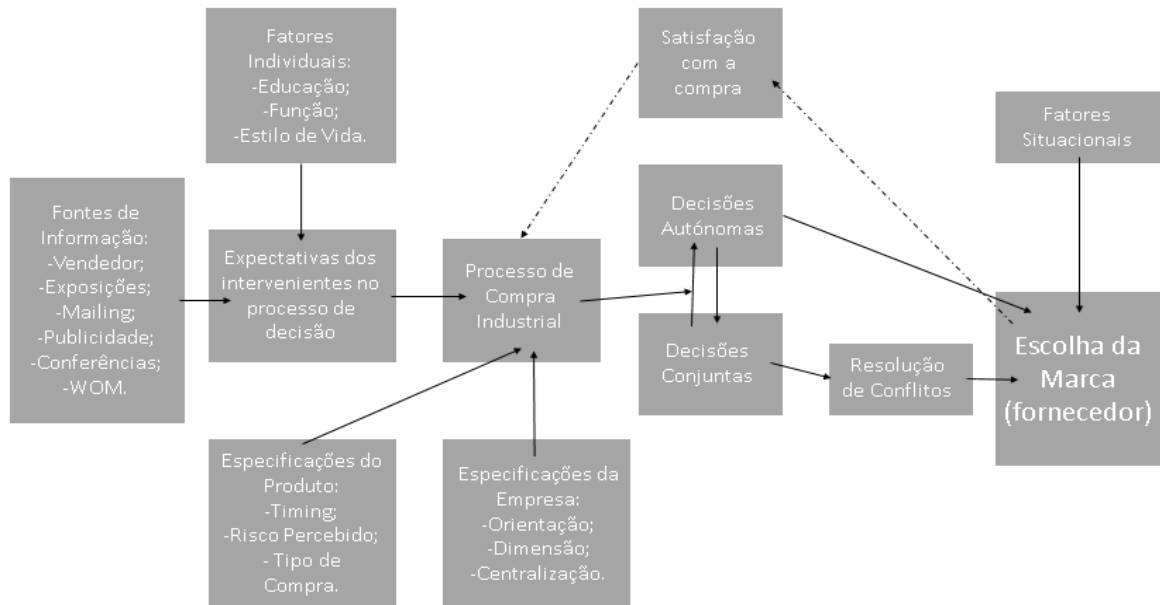 Fatores
Individuais:
-Educação;
-Função;
-Estilo de Vida.
Satisfação
com a
compra
Fatores
Situacionais
Fontes de
Informação:
-Vendedor;
-Exposições;
-Mailing;
-Publicidade;
-Conferências;
-WOM.
Expectativas dos
intervenientes no
processo de
decisão
Processo de
Compra
Industrial
Decisões
Autónomas
Decisões
Conjuntas
Resolução
de Conflitos
Escolha da
Marca
(fornecedor)
Especificações do
Produto:
-Timing;
-Risco Percebido;
- Tipo de
Compra.
Especificações da
Empresa:
-Orientação;
-Dimensão;
-Centralização.